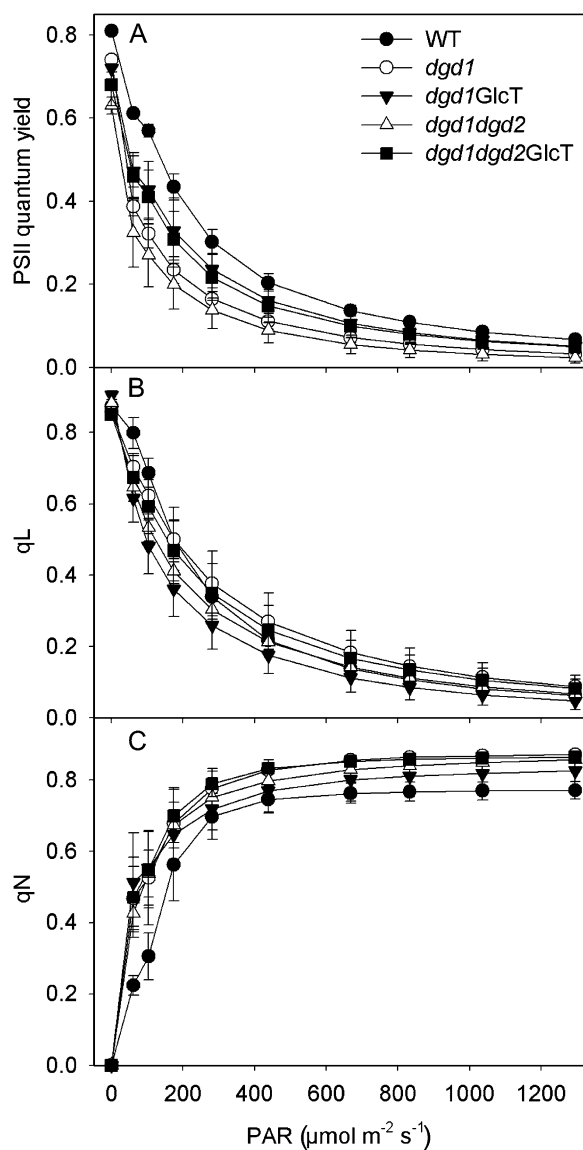 A
WT
dgd1
dgd1GlcT
dgd1dgd2
dgd1dgd2GlcT
PSII quantum yield
0.8
0.6
0.4
0.2
0.0
B
qL
0.8
0.6
0.4
0.2
0.0
C
qN
0.8
0.6
0.4
0.2
0.0
0 200 400 600 800 1000 1200
PAR (µmol m⁻² s⁻¹)